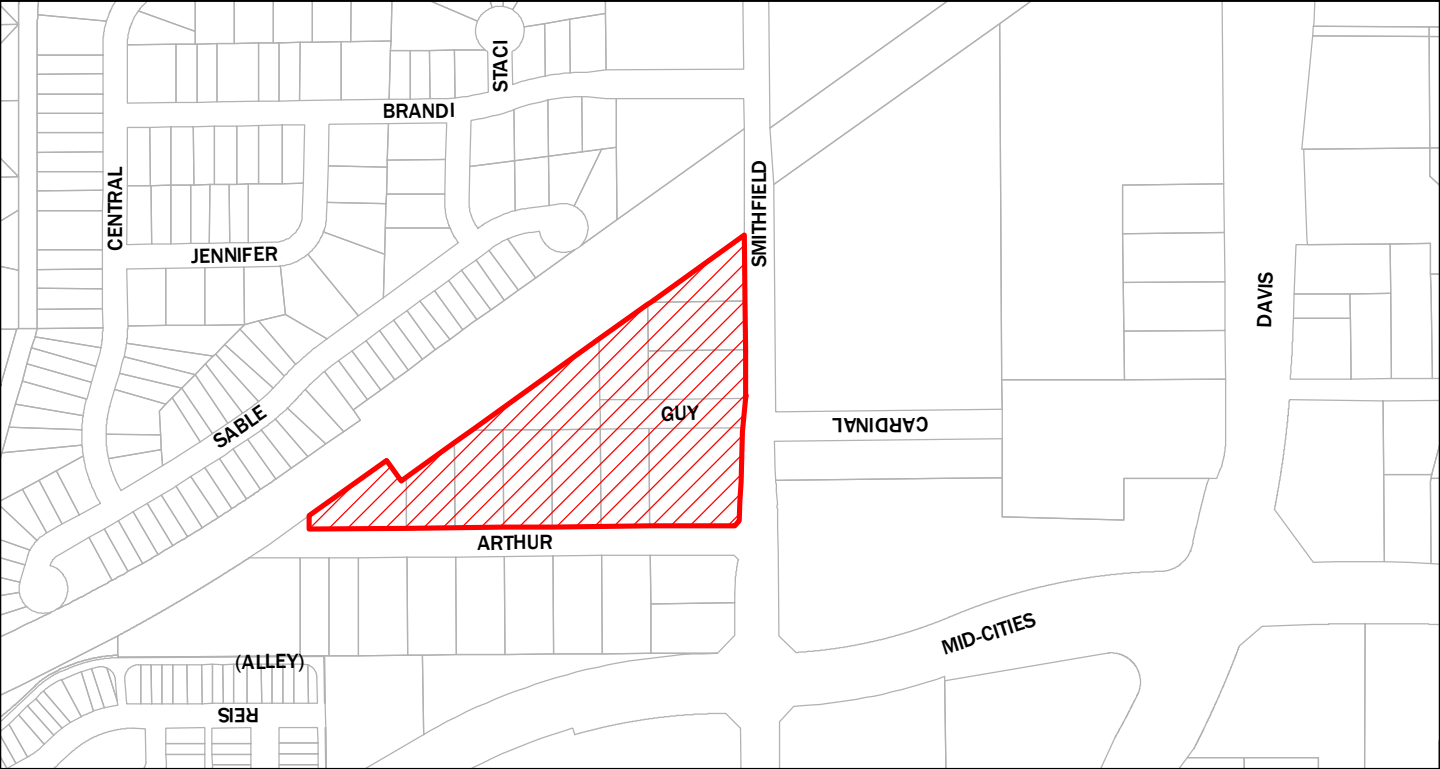 STACI
BRANDI
CENTRAL
SMITHFIELD
JENNIFER
DAVIS
SABLE
GUY
CARDINAL
ARTHUR
MID-CITIES
(ALLEY)
REIS